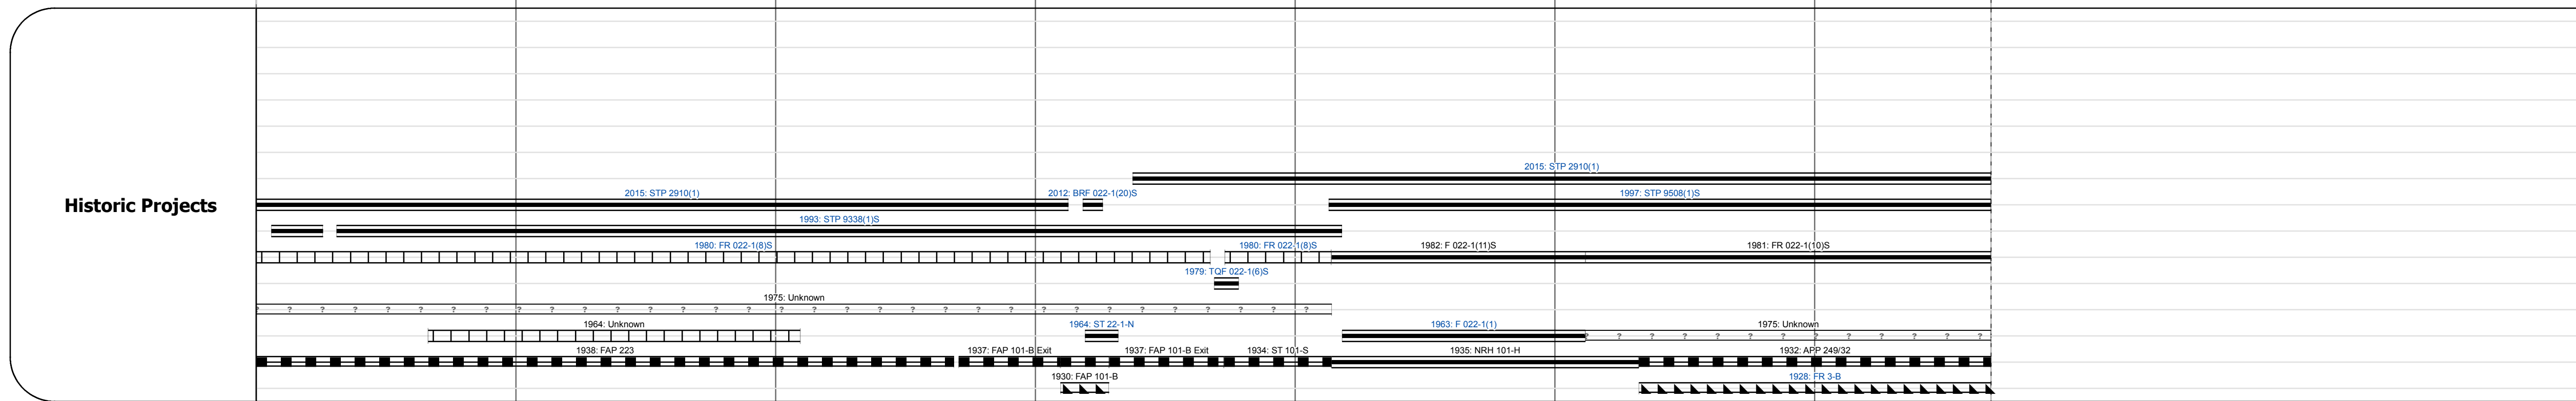 2015: STP 2910(1)
Historic Projects
2015: STP 2910(1)
2012: BRF 022-1(20)S
1997: STP 9508(1)S
1993: STP 9338(1)S
1980: FR 022-1(8)S
1980: FR 022-1(8)S
1982: F 022-1(11)S
1981: FR 022-1(10)S
1979: TQF 022-1(6)S
1975: Unknown
? ? ? ? ? ? ? ? ? ? ? ? ? ? ? ? ? ? ? ? ? ? ? ? ? ? ? ? ? ? ? ? ?
1964: Unknown
1964: ST 22-1-N
1963: F 022-1(1)
1975: Unknown
? ? ? ? ? ? ? ? ? ? ? ? ?
1938: FAP 223
1937: FAP 101-B Exit
1937: FAP 101-B Exit
1934: ST 101-S
1935: NRH 101-H
1932: APP 249/32
1930: FAP 101-B
1928: FR 3-B